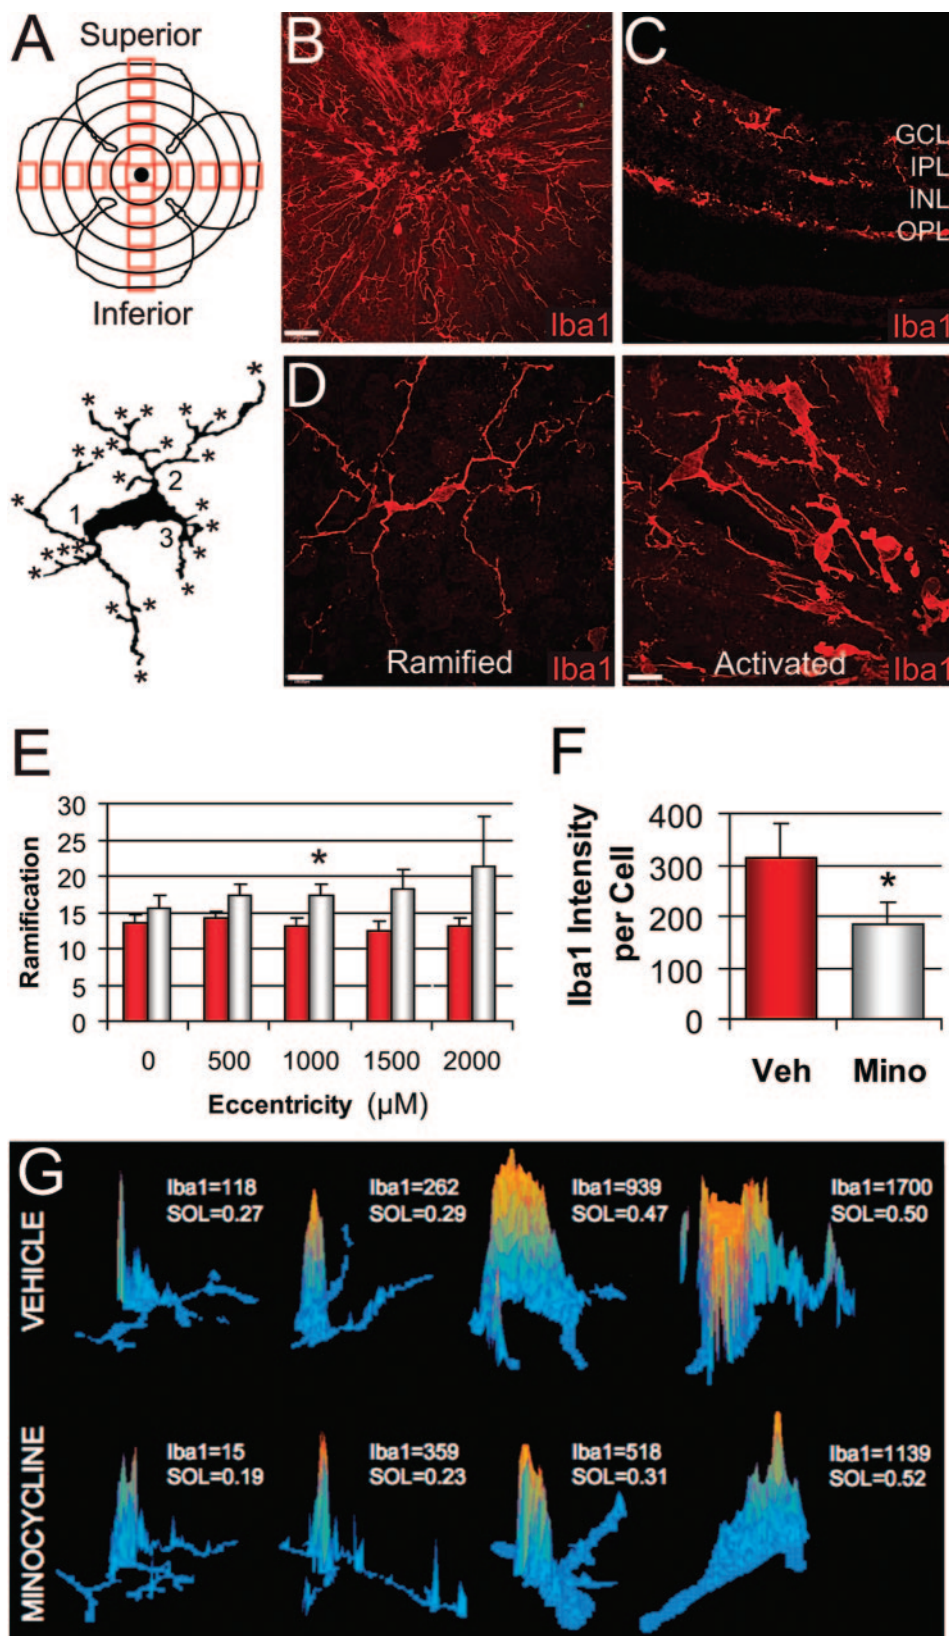 A
Superior
Inferior
B
Iba1
C
GCL
IPL
INL
OPL
Iba1
* * * * * * * * * * * * * * * * * * * * * *
1
2
3
D
Ramified
Iba1
Activated
Iba1
E
Ramification
30
25
20
15
10
5
0
*
0 500 1000 1500 2000
Eccentricity (µM)
F
Iba1 Intensity
per Cell
400
300
200
100
0
*
Veh Mino
G
VEHICLE
Iba1=118
SOL=0.27
Iba1=262
SOL=0.29
Iba1=939
SOL=0.47
Iba1=1700
SOL=0.50
MINOCYCLINE
Iba1=15
SOL=0.19
Iba1=359
SOL=0.23
Iba1=518
SOL=0.31
Iba1=1139
SOL=0.52